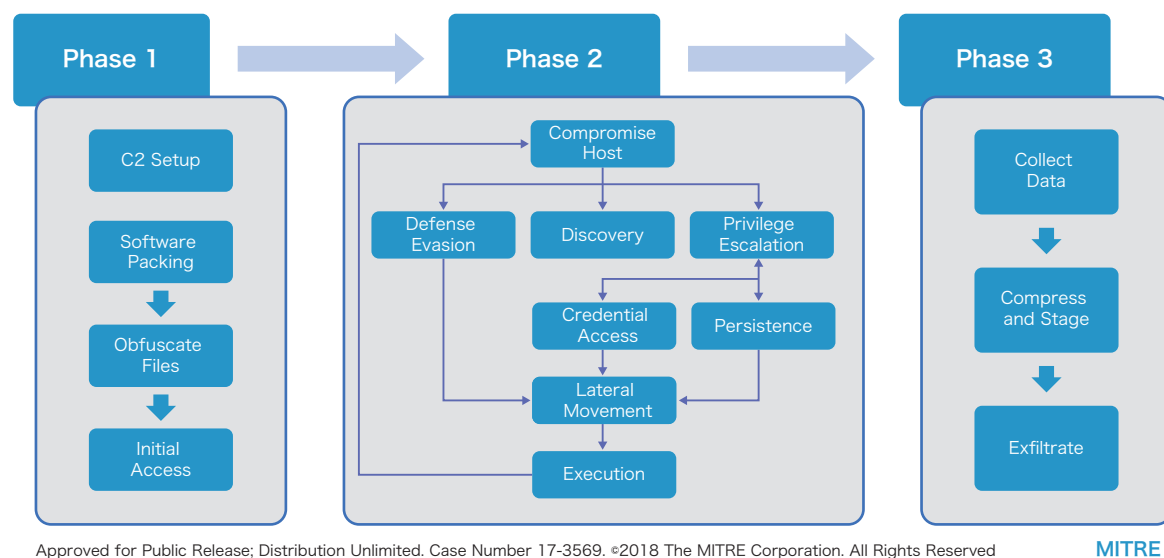 Phase 1
Phase 2
Phase 3
C2 Setup
Software
Packing
Obfuscate
Files
Initial
Access
Compromise
Host
Defense
Evasion
Discovery
Privilege
Escalation
Credential
Access
Persistence
Lateral
Movement
Execution
Collect
Data
Compress
and Stage
Exfiltrate
Approved for Public Release; Distribution Unlimited. Case Number 17-3569. ©2018 The MITRE Corporation. All Rights Reserved
MITRE